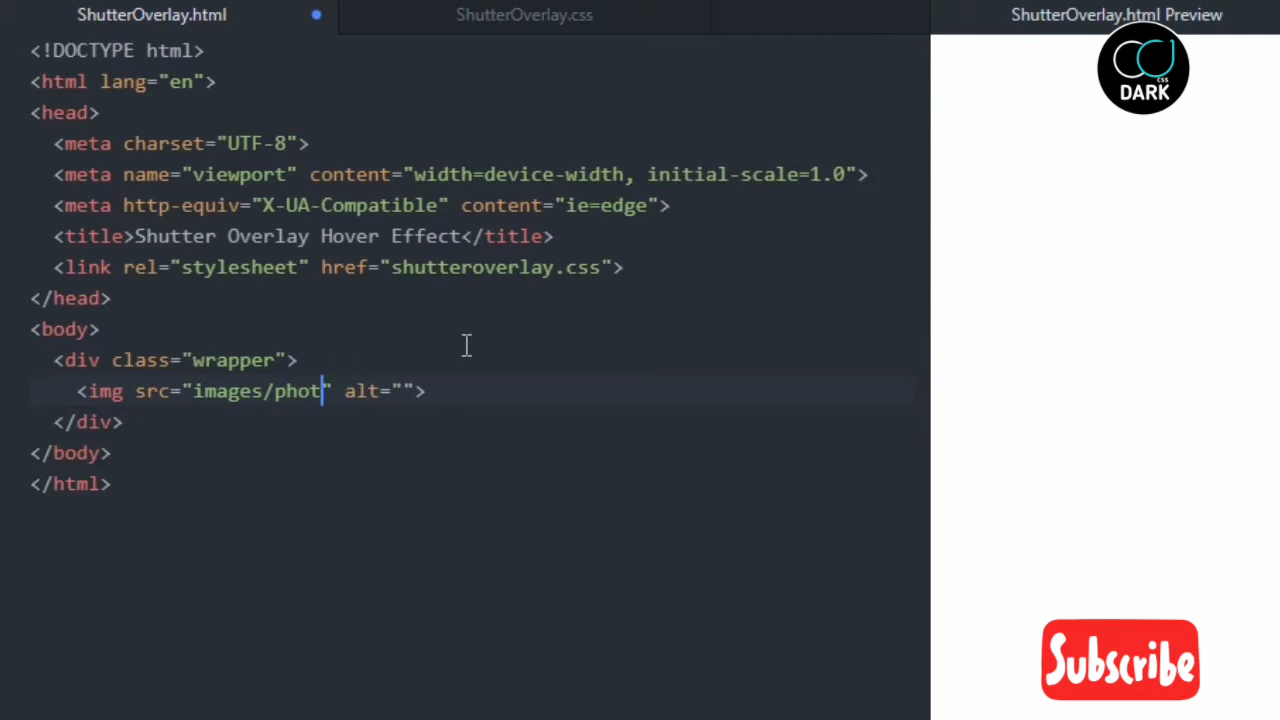 ShutterOverlay.html
ShutterOverlay.css
ShutterOverlay.html Preview
<!DOCTYPE html>
<html lang="en">
<head>
<meta charset="UTF-8">
<meta name="viewport" content="width=device-width, initial-scale=1.0">
<meta http-equiv="X-UA-Compatible" content="ie=edge">
<title>Shutter Overlay Hover Effect</title>
<link rel="stylesheet" href="shutteroverlay.css">
</head>
<body>
<div class="wrapper">
<img src="images/phot" alt="">
</div>
</body>
</html>
CSS
DARK
Subscribe